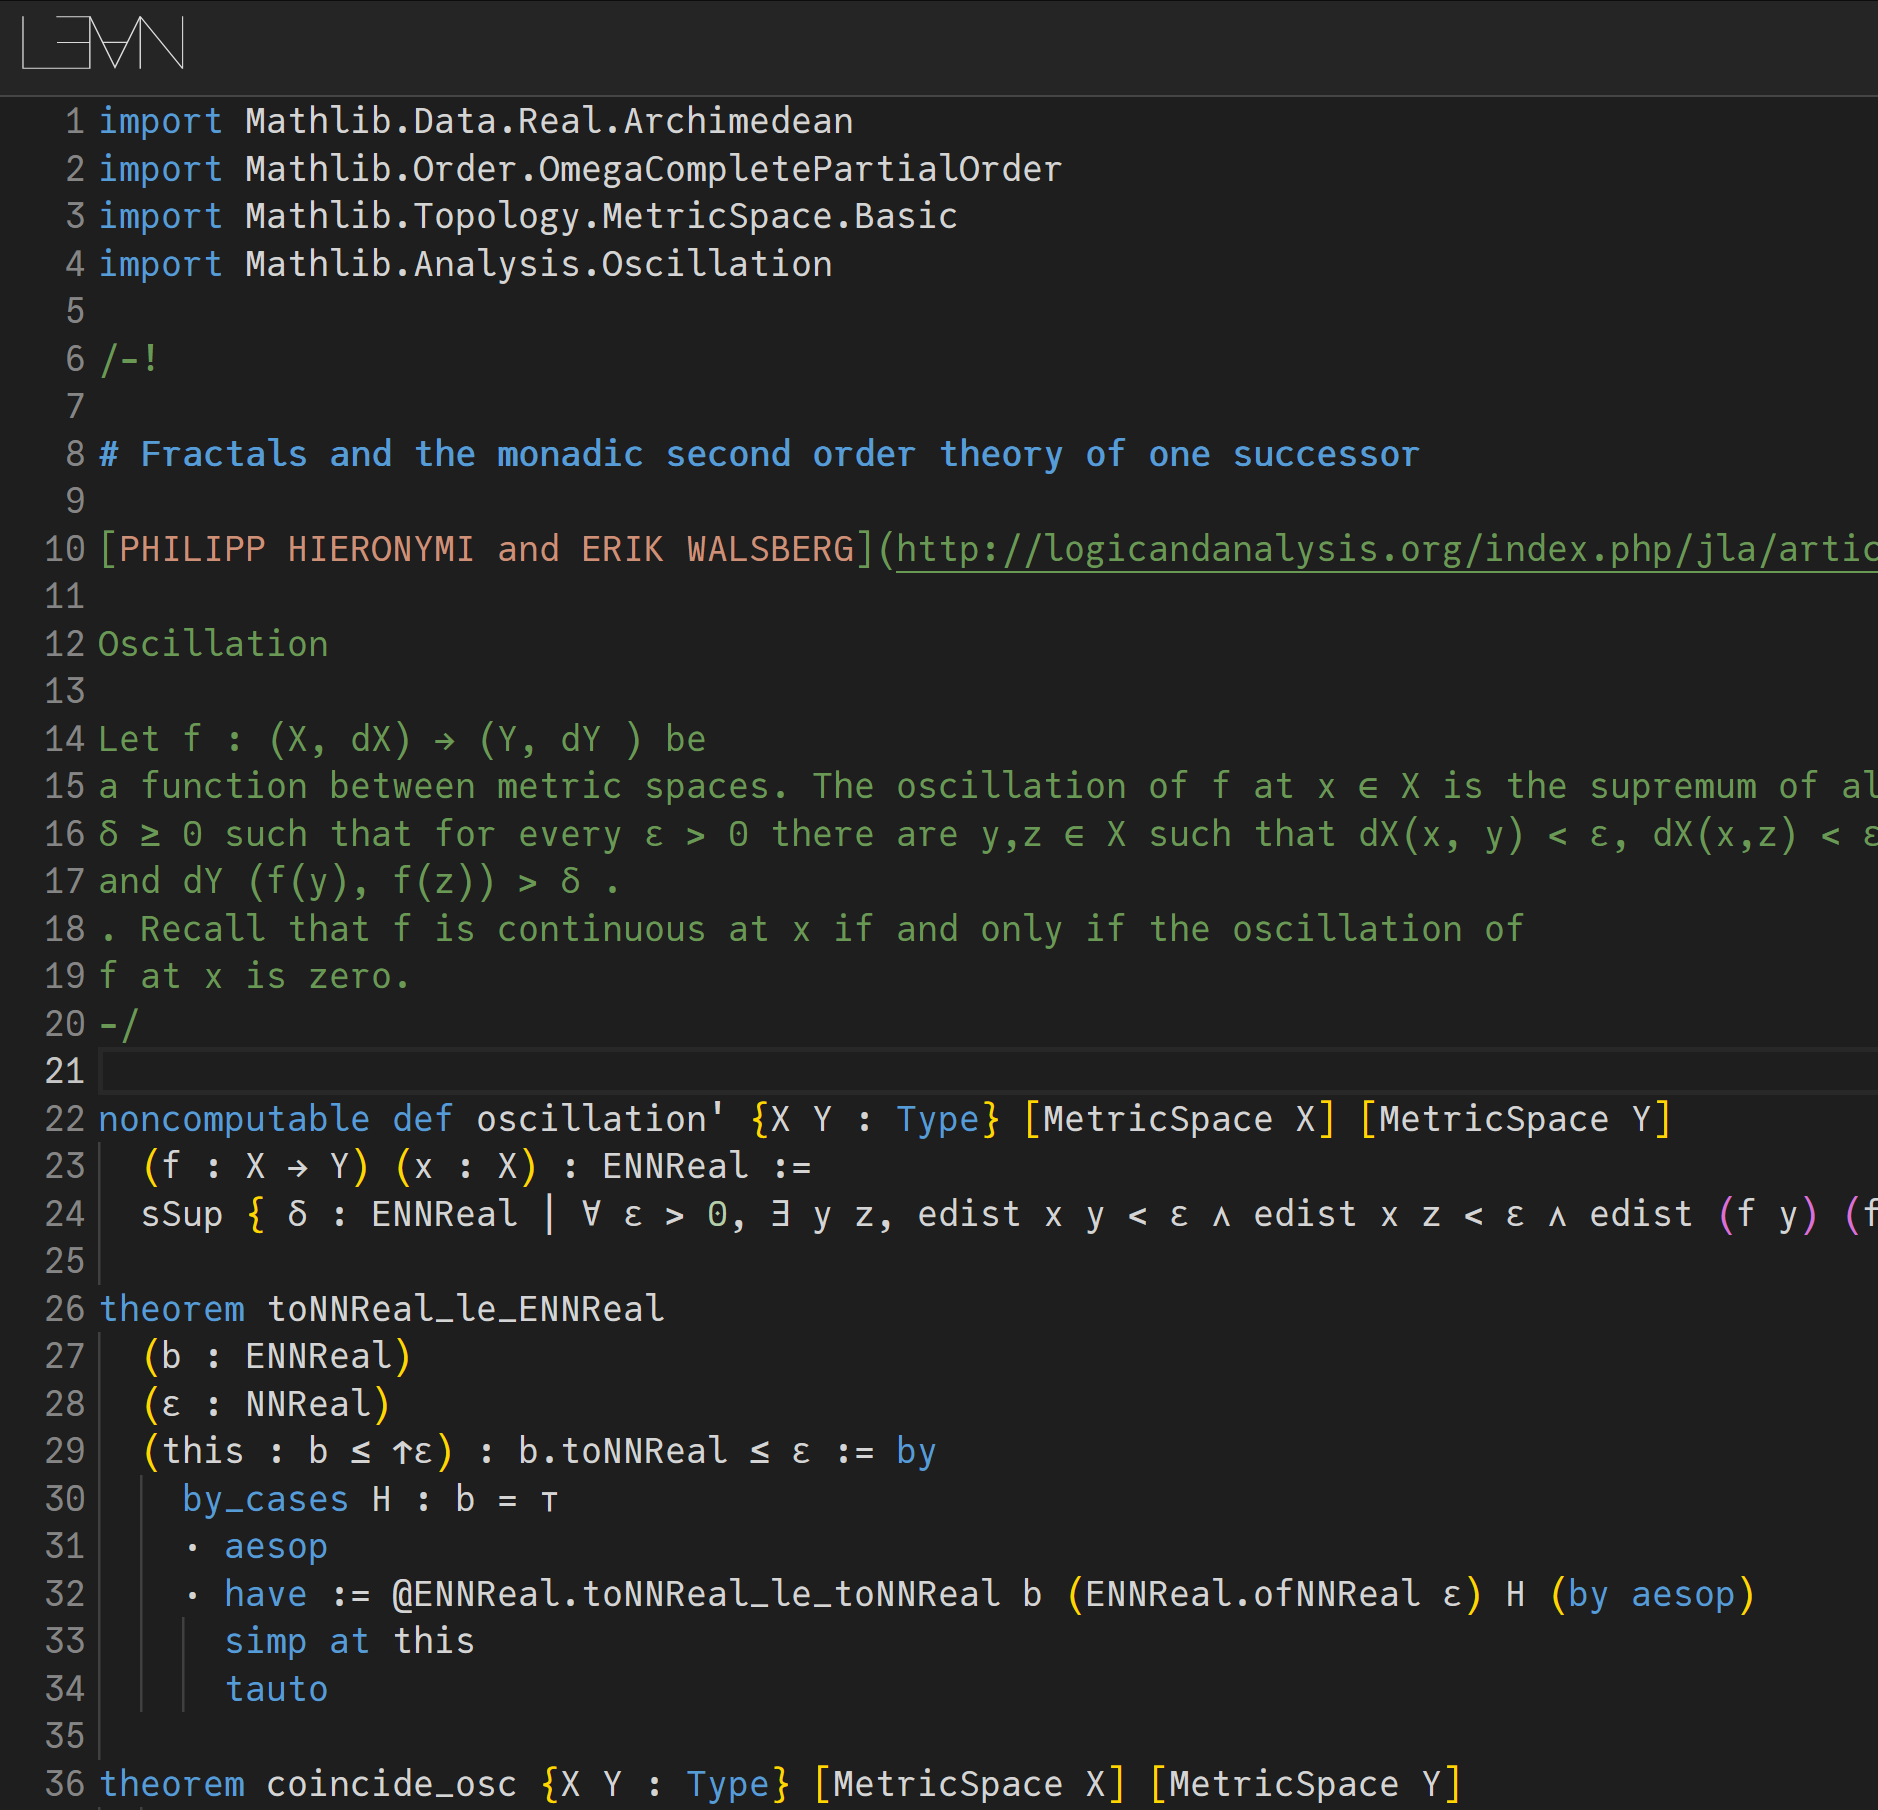 L∃∀N
1 import Mathlib.Data.Real.Archimedean
2 import Mathlib.Order.OmegaCompletePartialOrder
3 import Mathlib.Topology.MetricSpace.Basic
4 import Mathlib.Analysis.Oscillation
5
6 /-!
7
8 # Fractals and the monadic second order theory of one successor
9
10 [PHILIPP HIERONYMI and ERIK WALSBERG](http://logicandanalysis.org/index.php/jla/artic
11
12 Oscillation
13
14 Let f : (X, dX) → (Y, dY ) be
15 a function between metric spaces. The oscillation of f at x ∈ X is the supremum of al
16 δ ≥ 0 such that for every ε > 0 there are y,z ∈ X such that dX(x, y) < ε, dX(x,z) < ε
17 and dY (f(y), f(z)) > δ .
18 . Recall that f is continuous at x if and only if the oscillation of
19 f at x is zero.
20 -/
21
22 noncomputable def oscillation' {X Y : Type} [MetricSpace X] [MetricSpace Y]
23 (f : X → Y) (x : X) : ENNReal :=
24 sSup { δ : ENNReal | ∀ ε > 0, ∃ y z, edist x y < ε ∧ edist x z < ε ∧ edist (f y) (f
25
26 theorem toNNReal_le_ENNReal
27 (b : ENNReal)
28 (ε : NNReal)
29 (this : b ≤ ↑ε) : b.toNNReal ≤ ε := by
30 by_cases H : b = ⊤
31 · aesop
32 · have := @ENNReal.toNNReal_le_toNNReal b (ENNReal.ofNNReal ε) H (by aesop)
33 simp at this
34 tauto
35
36 theorem coincide_osc {X Y : Type} [MetricSpace X] [MetricSpace Y]